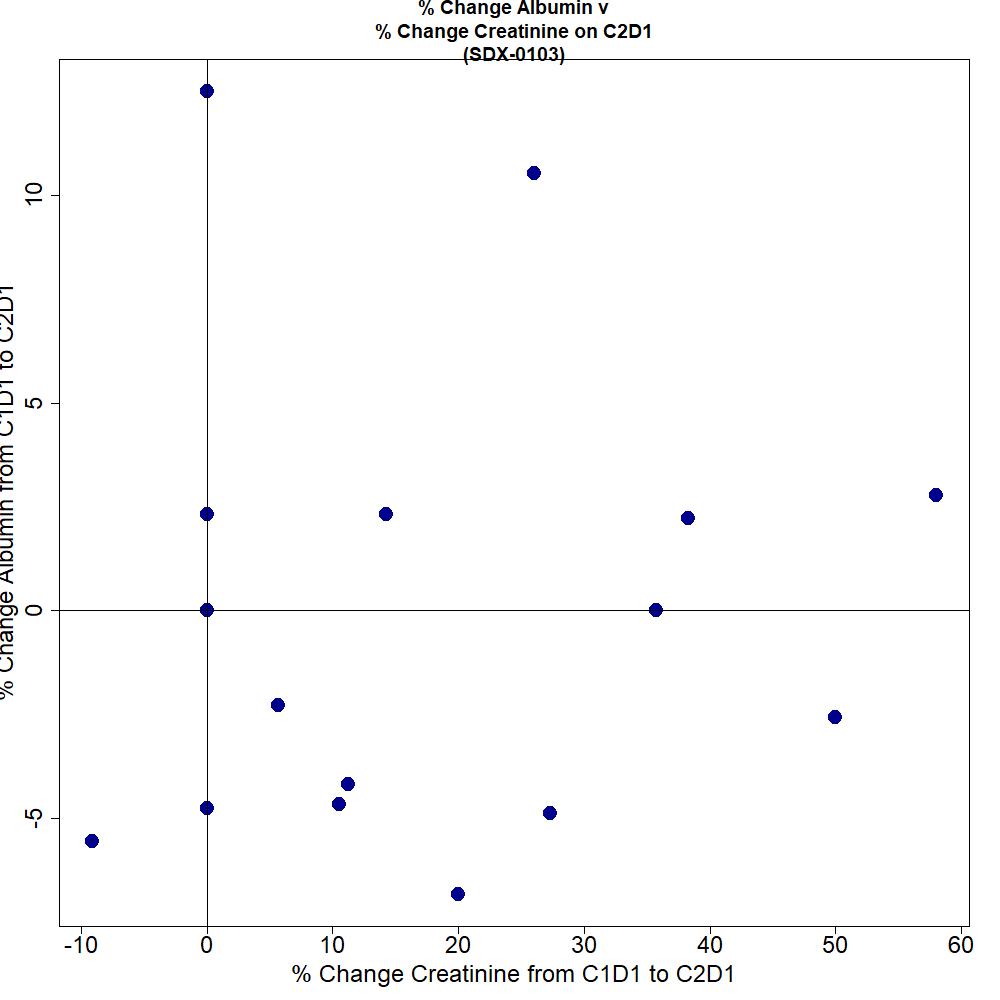 % Change Albumin v
% Change Creatinine on C2D1
(SDX-0103)
% Change Albumin from C1D1 to C2D1
10
5
0
-5
-10 0 10 20 30 40 50 60
% Change Creatinine from C1D1 to C2D1